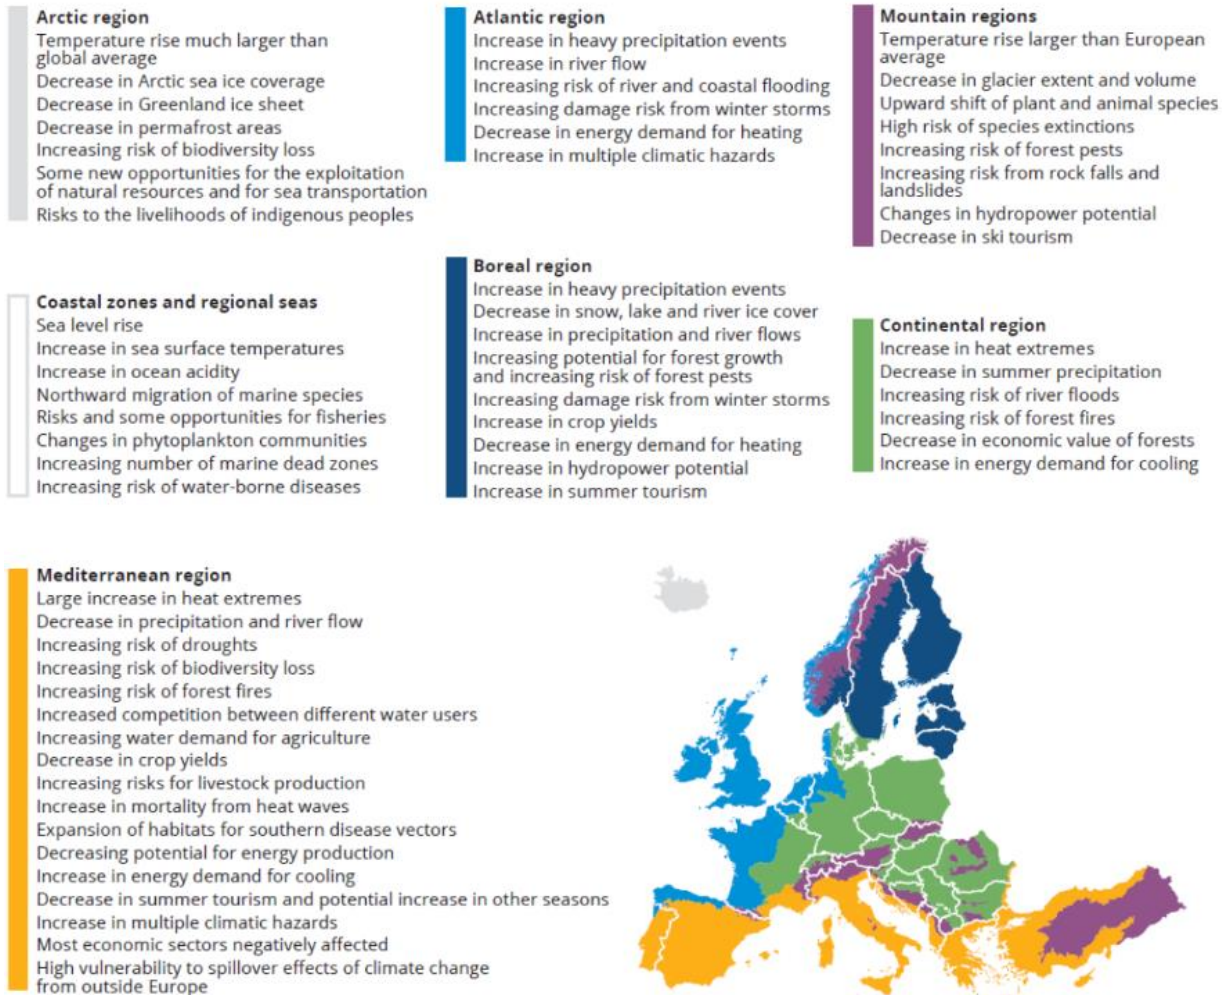 Arctic region
Temperature rise much larger than
global average
Decrease in Arctic sea ice coverage
Decrease in Greenland ice sheet
Decrease in permafrost areas
Increasing risk of biodiversity loss
Some new opportunities for the exploitation
of natural resources and for sea transportation
Risks to the livelihoods of indigenous peoples
Atlantic region
Increase in heavy precipitation events
Increase in river flow
Increasing risk of river and coastal flooding
Increasing damage risk from winter storms
Decrease in energy demand for heating
Increase in multiple climatic hazards
Mountain regions
Temperature rise larger than European
average
Decrease in glacier extent and volume
Upward shift of plant and animal species
High risk of species extinctions
Increasing risk of forest pests
Increasing risk from rock falls and
landslides
Changes in hydropower potential
Decrease in ski tourism
Coastal zones and regional seas
Sea level rise
Increase in sea surface temperatures
Increase in ocean acidity
Northward migration of marine species
Risks and some opportunities for fisheries
Changes in phytoplankton communities
Increasing number of marine dead zones
Increasing risk of water-borne diseases
Boreal region
Increase in heavy precipitation events
Decrease in snow, lake and river ice cover
Increase in precipitation and river flows
Increasing potential for forest growth
and increasing risk of forest pests
Increasing damage risk from winter storms
Increase in crop yields
Decrease in energy demand for heating
Increase in hydropower potential
Increase in summer tourism
Continental region
Increase in heat extremes
Decrease in summer precipitation
Increasing risk of river floods
Increasing risk of forest fires
Decrease in economic value of forests
Increase in energy demand for cooling
Mediterranean region
Large increase in heat extremes
Decrease in precipitation and river flow
Increasing risk of droughts
Increasing risk of biodiversity loss
Increasing risk of forest fires
Increased competition between different water users
Increasing water demand for agriculture
Decrease in crop yields
Increasing risks for livestock production
Increase in mortality from heat waves
Expansion of habitats for southern disease vectors
Decreasing potential for energy production
Increase in energy demand for cooling
Decrease in summer tourism and potential increase in other seasons
Increase in multiple climatic hazards
Most economic sectors negatively affected
High vulnerability to spillover effects of climate change
from outside Europe